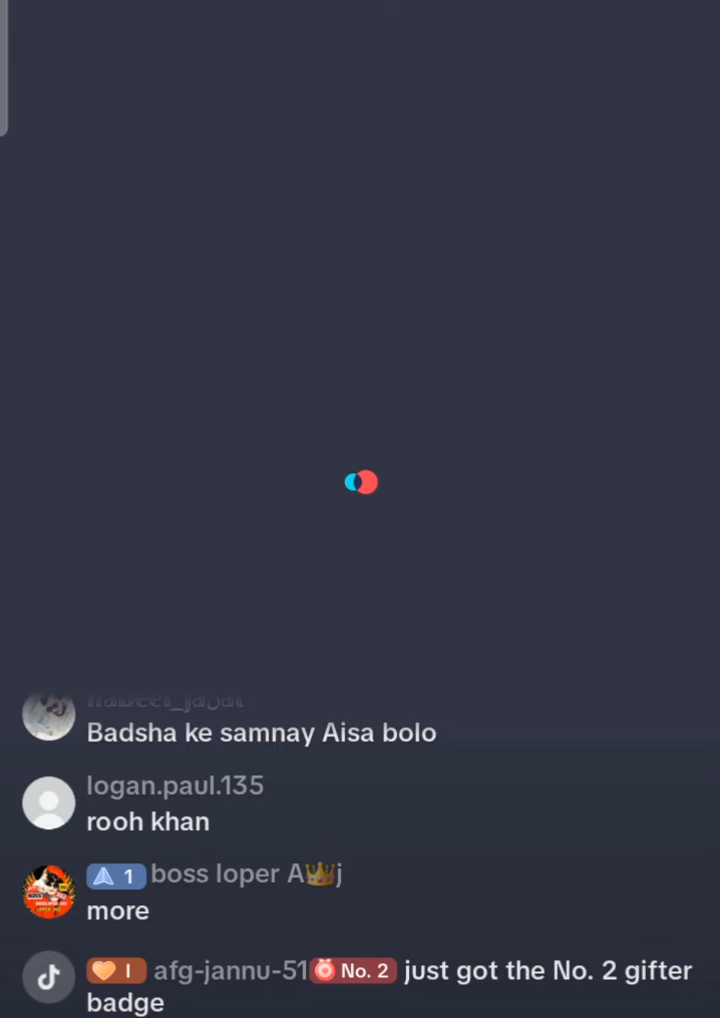 Badsha ke samnay Aisa bolo
logan.paul.135
rooh khan
1 boss loper A👑j
more
I afg-jannu-51 No. 2 just got the No. 2 gifter
badge